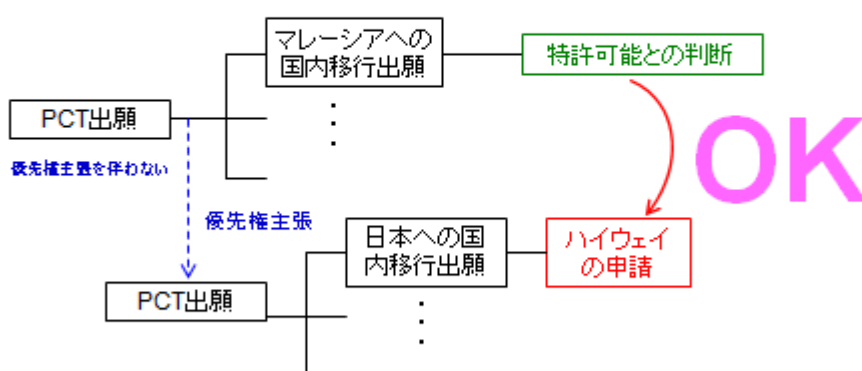 マレーシアへの
国内移行出願
特許可能との判断
PCT出願
優先権主張を伴わない
OK
優先権主張
日本への国
内移行出願
ハイウェイ
の申請
PCT出願